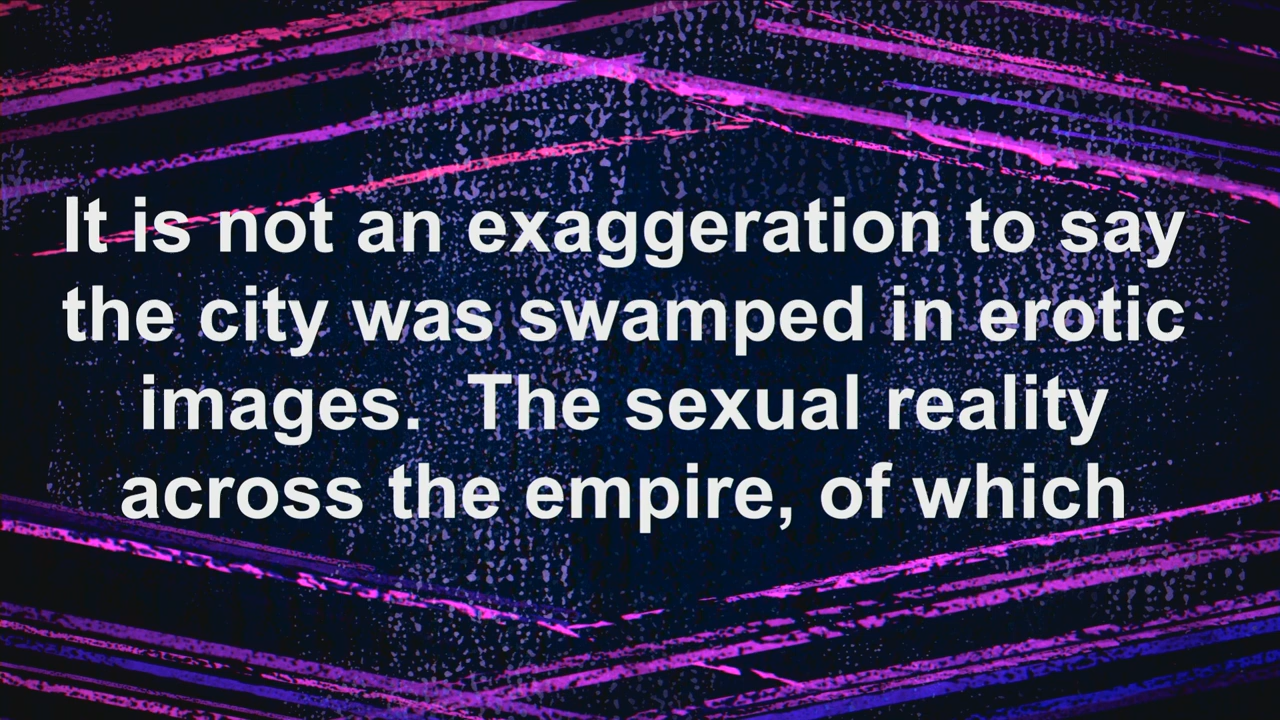 It is not an exaggeration to say
the city was swamped in erotic
images.  The sexual reality
across the empire, of which